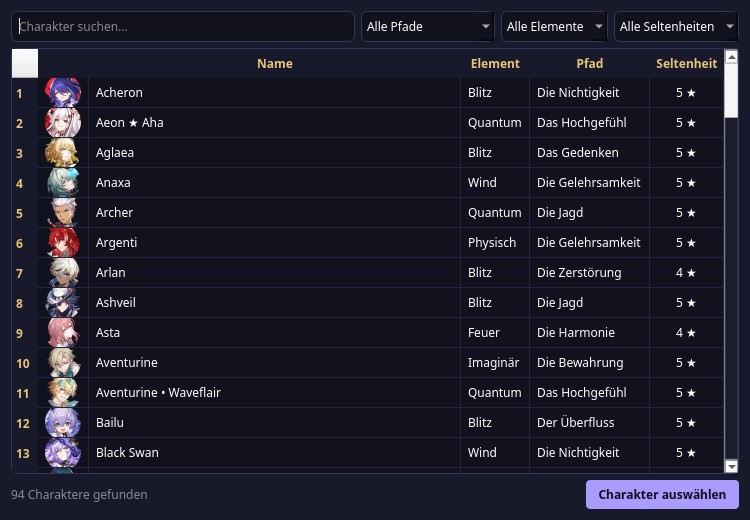 Charakter suchen... Alle Pfade Alle Elemente Alle Seltenheiten
Name Element Pfad Seltenheit
1 Acheron Blitz Die Nichtigkeit 5 ★
2 Aeon ★ Aha Quantum Das Hochgefühl 5 ★
3 Aglaea Blitz Das Gedenken 5 ★
4 Anaxa Wind Die Gelehrsamkeit 5 ★
5 Archer Quantum Die Jagd 5 ★
6 Argenti Physisch Die Gelehrsamkeit 5 ★
7 Arlan Blitz Die Zerstörung 4 ★
8 Ashveil Blitz Die Jagd 5 ★
9 Asta Feuer Die Harmonie 4 ★
10 Aventurine Imaginär Die Bewahrung 5 ★
11 Aventurine • Waveflair Quantum Das Hochgefühl 5 ★
12 Bailu Blitz Der Überfluss 5 ★
13 Black Swan Wind Die Nichtigkeit 5 ★
94 Charaktere gefunden Charakter auswählen